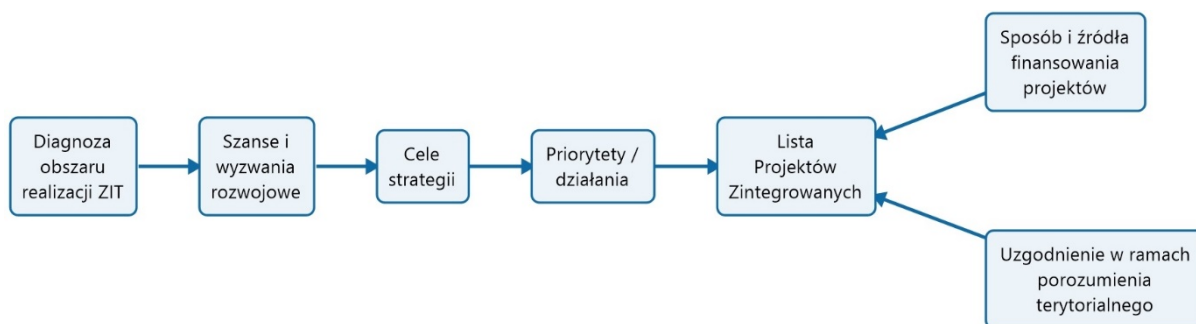 Diagnoza
obszaru
realizacji ZIT
Szanse i
wyzwania
rozwojowe
Cele
strategii
Priorytety /
działania
Lista
Projektów
Zintegrowanych
Sposób i źródła
finansowania
projektów
Uzgodnienie w ramach
porozumienia
terytorialnego